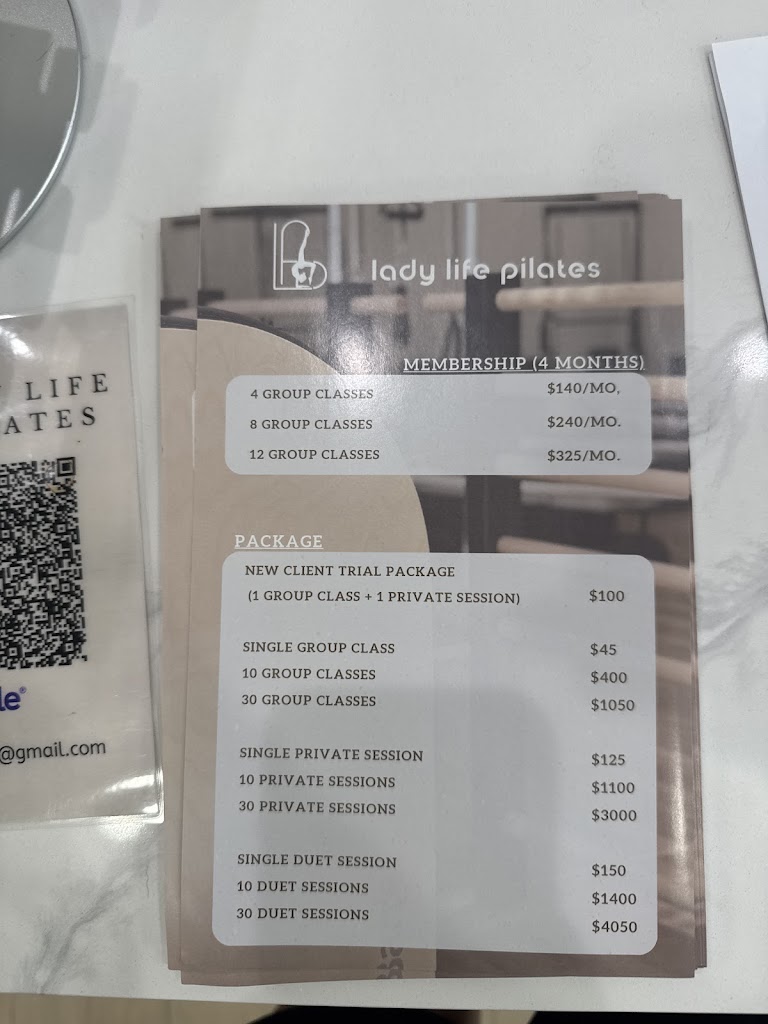 LIFE
ATES
le®
@gmail.com
lady life pilates
MEMBERSHIP (4 MONTHS)
4 GROUP CLASSES $140/MO,
8 GROUP CLASSES $240/MO.
12 GROUP CLASSES $325/MO.
PACKAGE
NEW CLIENT TRIAL PACKAGE
(1 GROUP CLASS + 1 PRIVATE SESSION) $100
SINGLE GROUP CLASS $45
10 GROUP CLASSES $400
30 GROUP CLASSES $1050
SINGLE PRIVATE SESSION $125
10 PRIVATE SESSIONS $1100
30 PRIVATE SESSIONS $3000
SINGLE DUET SESSION $150
10 DUET SESSIONS $1400
30 DUET SESSIONS $4050